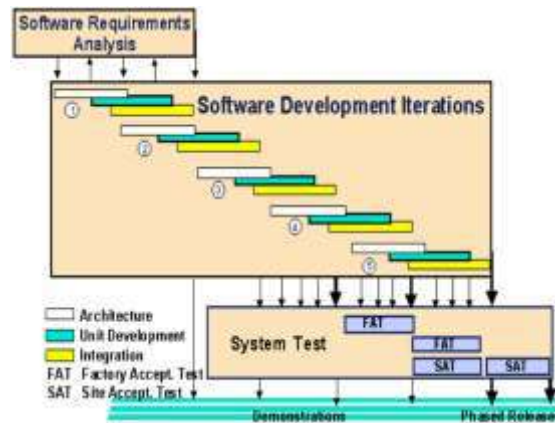 Software Requirements
Analysis
Software Development Iterations
1
2
3
4
5
Architecture
Unit Development
Integration
FAT Factory Accept. Test
SAT Site Accept. Test
System Test
FAT
FAT
SAT
SAT
Demonstrations
Phased Release